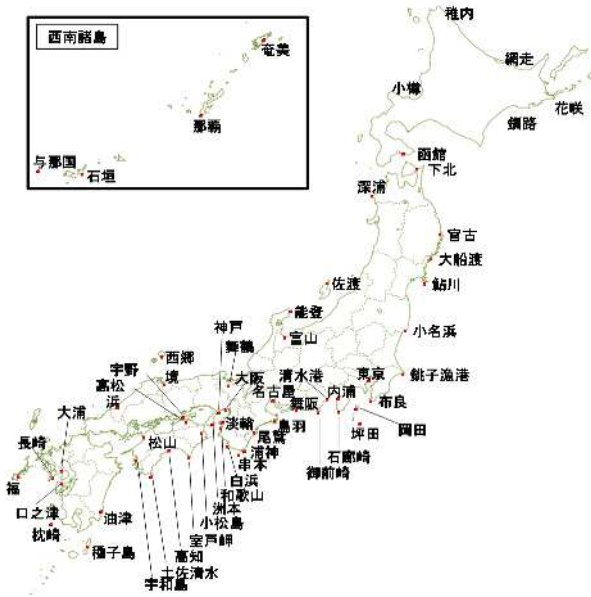 西南諸島
奄美
那覇
与那国
石垣
稚内
網走
小樽
花咲
釧路
函館
下北
深浦
宮古
大船渡
鮎川
佐渡
能登
富山
小名浜
神戸
舞鶴
西郷
境
宇野
高松
浜
大阪
名古屋
清水港
内浦
東京
銚子漁港
布良
岡田
坪田
石廊崎
御前崎
舞阪
鳥羽
尾鷲
浦神
串本
白浜
和歌山
淡輪
洲本
小松島
室戸岬
高知
土佐清水
宇和島
松山
大浦
長崎
福
口之津
枕崎
油津
種子島